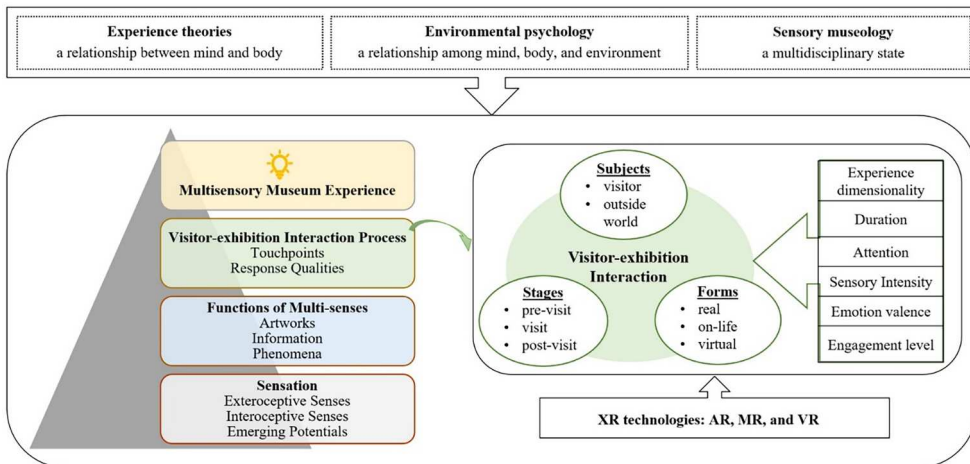 Experience theories
a relationship between mind and body
Environmental psychology
a relationship among mind, body, and environment
Sensory museology
a multidisciplinary state
Multisensory Museum Experience
Visitor-exhibition Interaction Process
Touchpoints
Response Qualities
Functions of Multi-senses
Artworks
Information
Phenomena
Sensation
Exteroceptive Senses
Interoceptive Senses
Emerging Potentials
Subjects
• visitor
• outside
world
Visitor-exhibition
Interaction
Stages
• pre-visit
• visit
• post-visit
Forms
• real
• on-life
• virtual
Experience
dimensionality
Duration
Attention
Sensory Intensity
Emotion valence
Engagement level
XR technologies: AR, MR, and VR